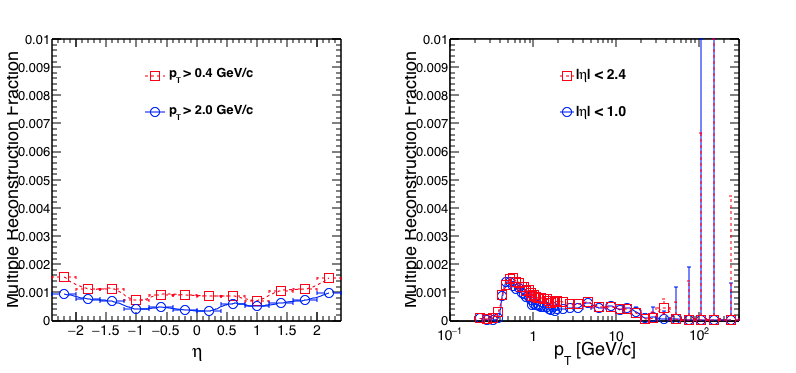 Multiple Reconstruction Fraction
0.01
0.009
0.008
0.007
0.006
0.005
0.004
0.003
0.002
0.001
0
p_T > 0.4 GeV/c
p_T > 2.0 GeV/c
−2 −1.5 −1 −0.5 0 0.5 1 1.5 2
η
Multiple Reconstruction Fraction
0.01
0.009
0.008
0.007
0.006
0.005
0.004
0.003
0.002
0.001
0
|η| < 2.4
|η| < 1.0
10⁻¹ 1 10 10²
p_T [GeV/c]